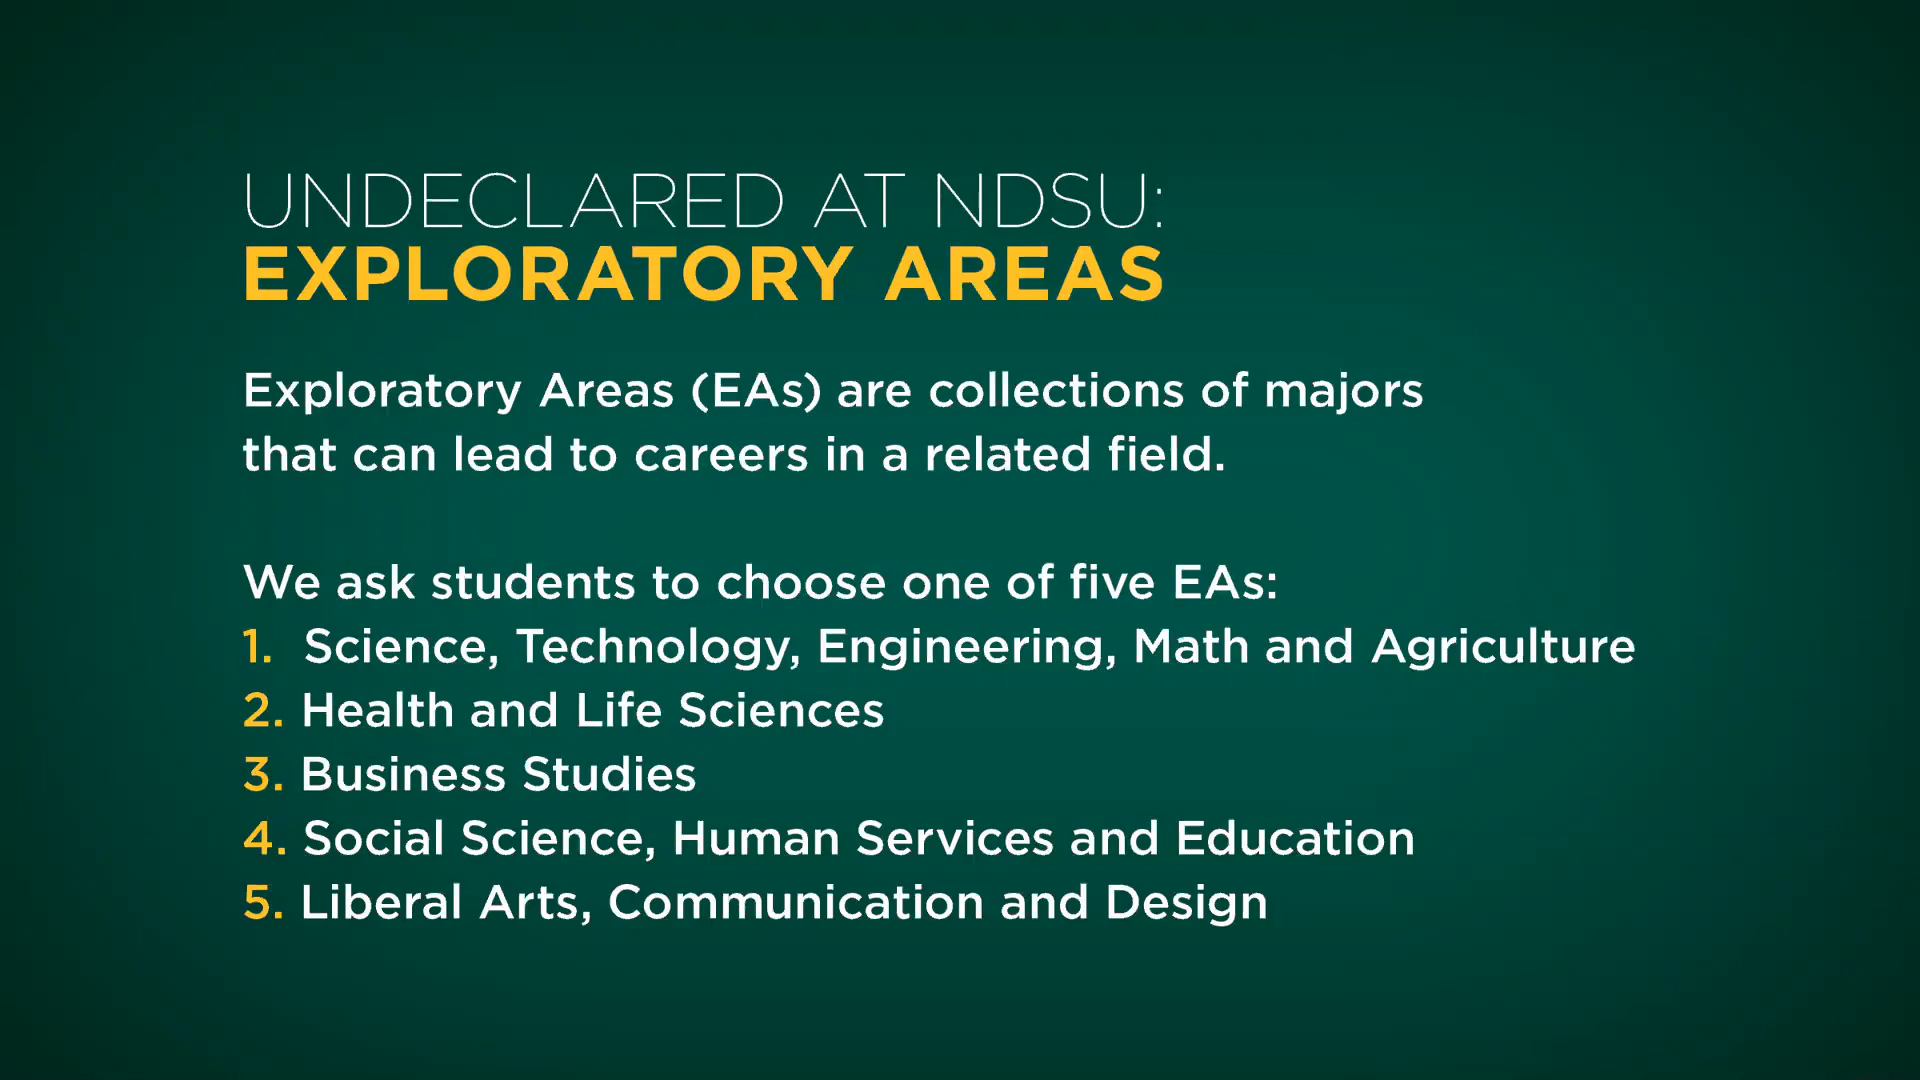 UNDECLARED AT NDSU:
EXPLORATORY AREAS
Exploratory Areas (EAs) are collections of majors
that can lead to careers in a related field.
We ask students to choose one of five EAs:
1. Science, Technology, Engineering, Math and Agriculture
2. Health and Life Sciences
3. Business Studies
4. Social Science, Human Services and Education
5. Liberal Arts, Communication and Design